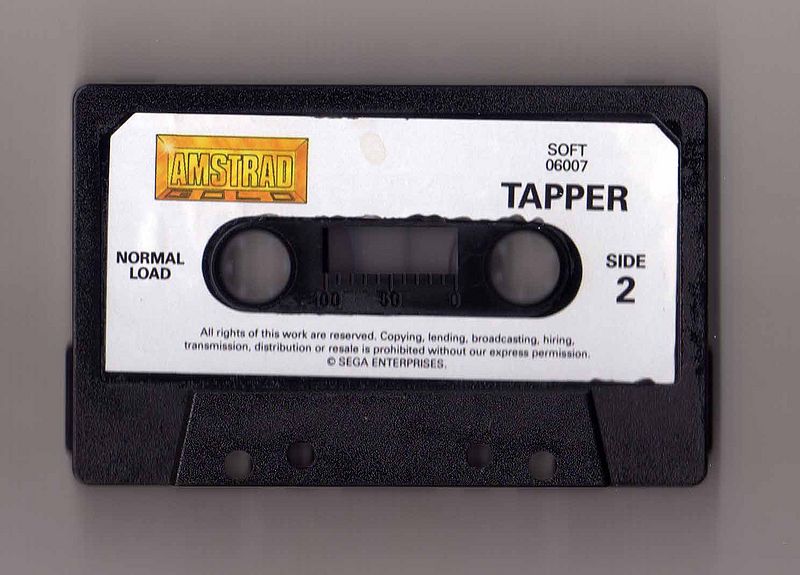 AMSTRAD
SOFT
06007
TAPPER
NORMAL
LOAD
SIDE
2
100 50 0
All rights of this work are reserved. Copying, lending, broadcasting, hiring,
transmission, distribution or resale is prohibited without our express permission.
© SEGA ENTERPRISES.